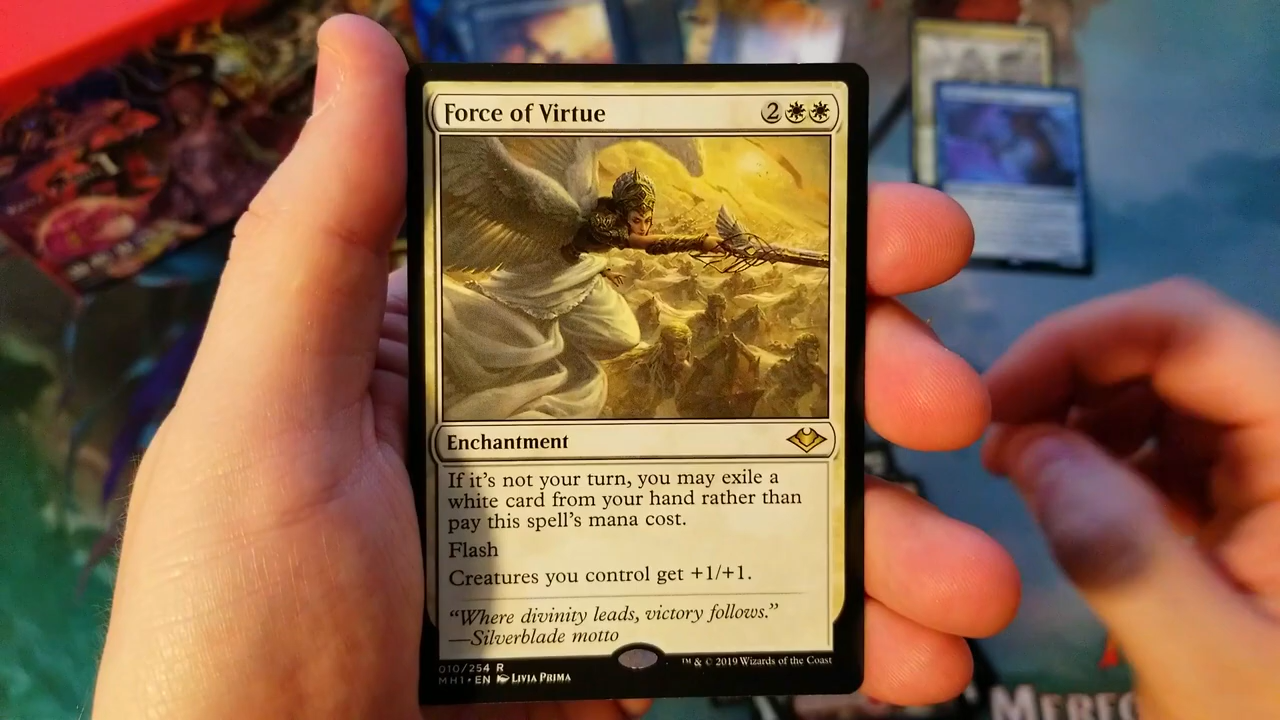 Force of Virtue 2
Enchantment
If it's not your turn, you may exile a
white card from your hand rather than
pay this spell's mana cost.
Flash
Creatures you control get +1/+1.
"Where divinity leads, victory follows."
—Silverblade motto
010/254 R
MH1 • EN LIVIA PRIMA
™ & © 2019 Wizards of the Coast